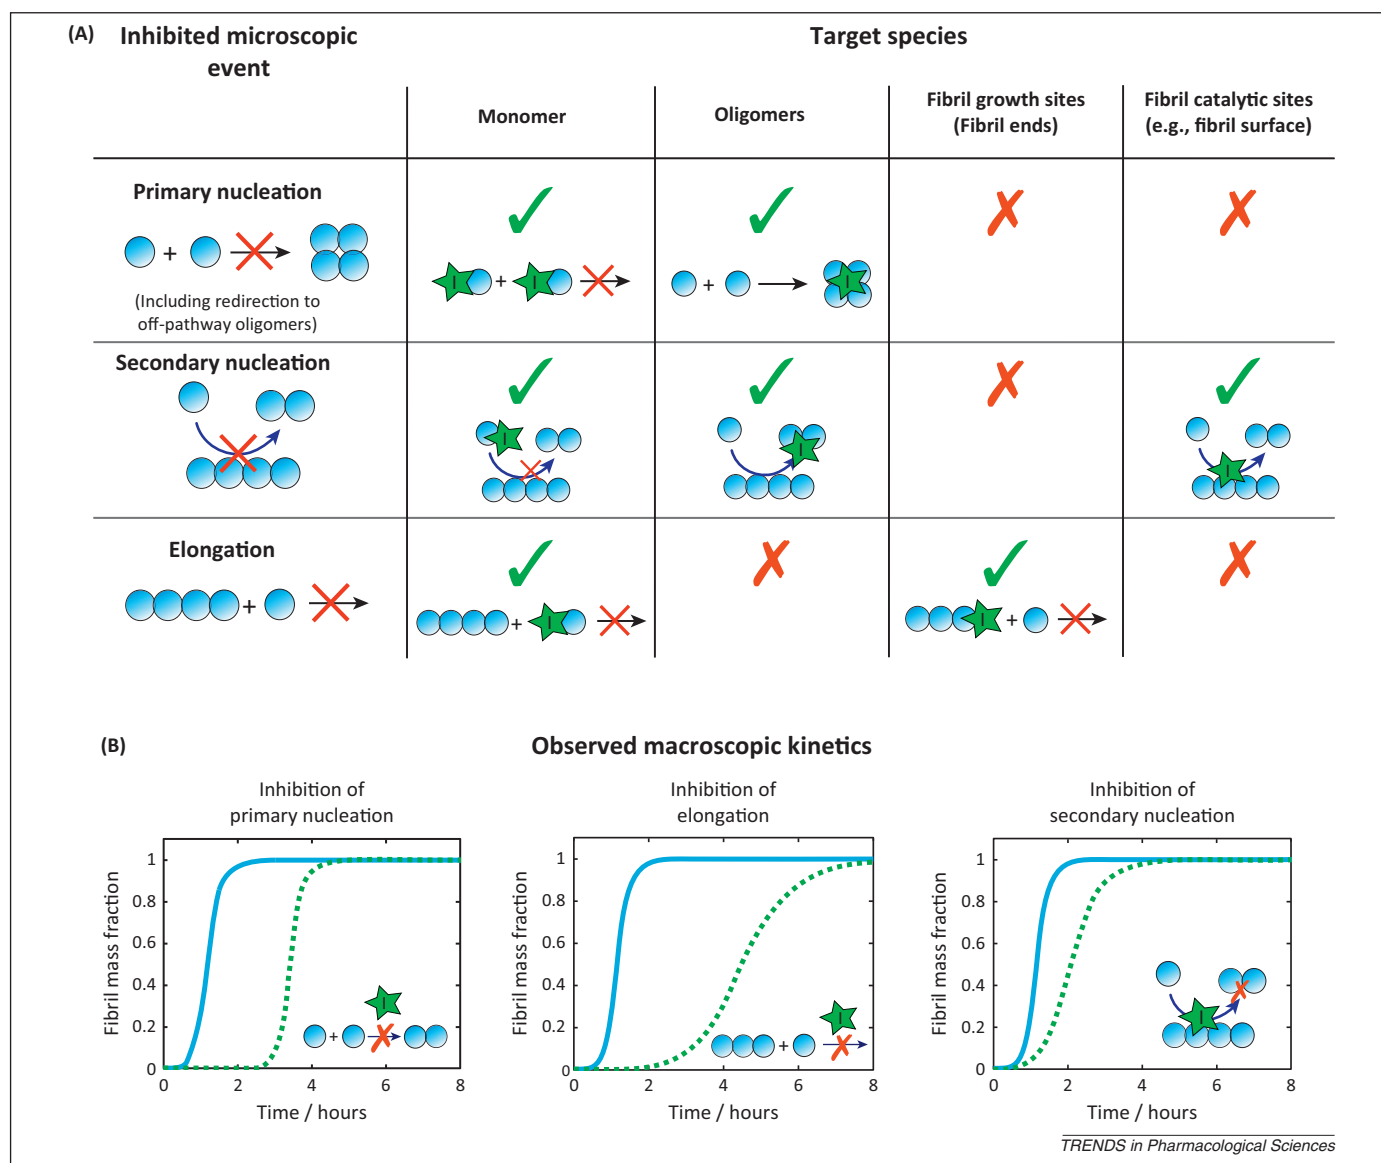 (A) Inhibited microscopic
event
Target species
Monomer
Oligomers
Fibril growth sites
(Fibril ends)
Fibril catalytic sites
(e.g., fibril surface)
Primary nucleation
+
(Including redirection to
off-pathway oligomers)
I + I
+ I
Secondary nucleation
I
I
I
Elongation
+
+ I
I +
(B)
Observed macroscopic kinetics
Inhibition of
primary nucleation
Fibril mass fraction
1
0.8
0.6
0.4
0.2
0
0 2 4 6 8
Time / hours
I
+
Inhibition of
elongation
Fibril mass fraction
1
0.8
0.6
0.4
0.2
0
0 2 4 6 8
Time / hours
I
+
Inhibition of
secondary nucleation
Fibril mass fraction
1
0.8
0.6
0.4
0.2
0
0 2 4 6 8
Time / hours
I
TRENDS in Pharmacological Sciences